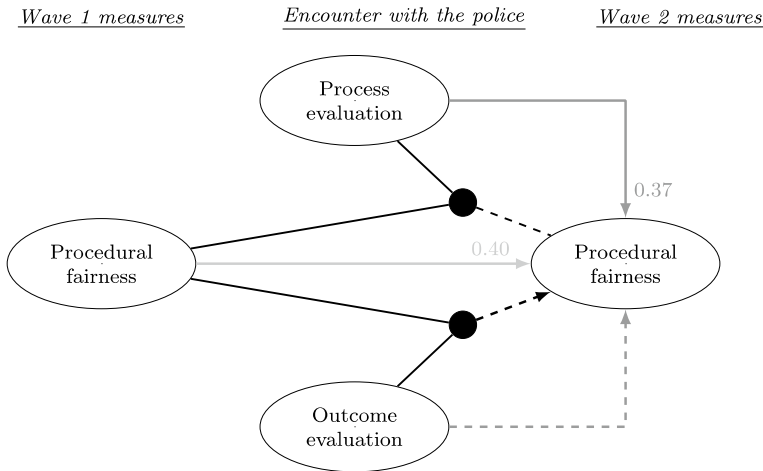 Wave 1 measures
Encounter with the police
Wave 2 measures
Process
evaluation
0.37
Procedural
fairness
0.40
Procedural
fairness
Outcome
evaluation